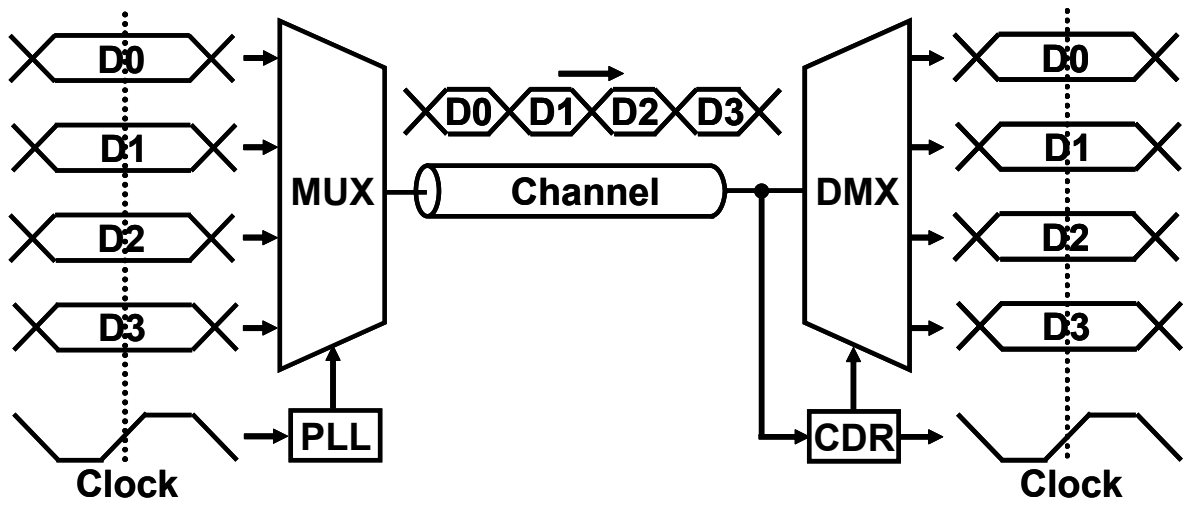 D0
D1
D2
D3
Clock
MUX
PLL
D0 D1 D2 D3
Channel
DMX
CDR
D0
D1
D2
D3
Clock